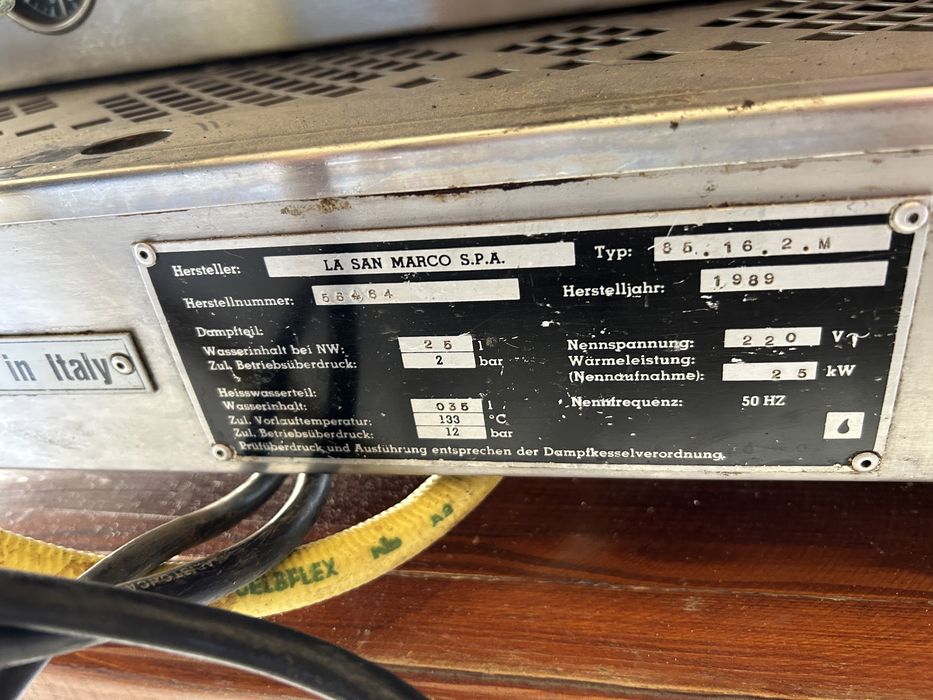 Hersteller: LA SAN MARCO S.P.A. Typ: 85.16.2.M
Herstellnummer: 56464 Herstelljahr: 1989
Dampfteil:
Wasserinhalt bei NW: 25 l Nennspannung: 220 V~
Zul. Betriebsüberdruck: 2 bar Wärmeleistung:
(Nennaufnahme): 25 kW
Heisswasserteil:
Wasserinhalt: 035 l Nennfrequenz: 50 HZ
Zul. Vorlauftemperatur: 133 °C
Zul. Betriebsüberdruck: 12 bar
Prüfüberdruck, und Ausführung entsprechen der Dampfkesselverordnung.
in Italy
GELBFLEX